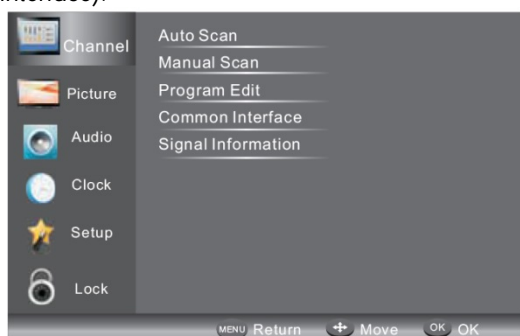 Channel
Picture
Audio
Clock
Setup
Lock
Auto Scan
Manual Scan
Program Edit
Common Interface
Signal Information
MENU Return OK OK
Move